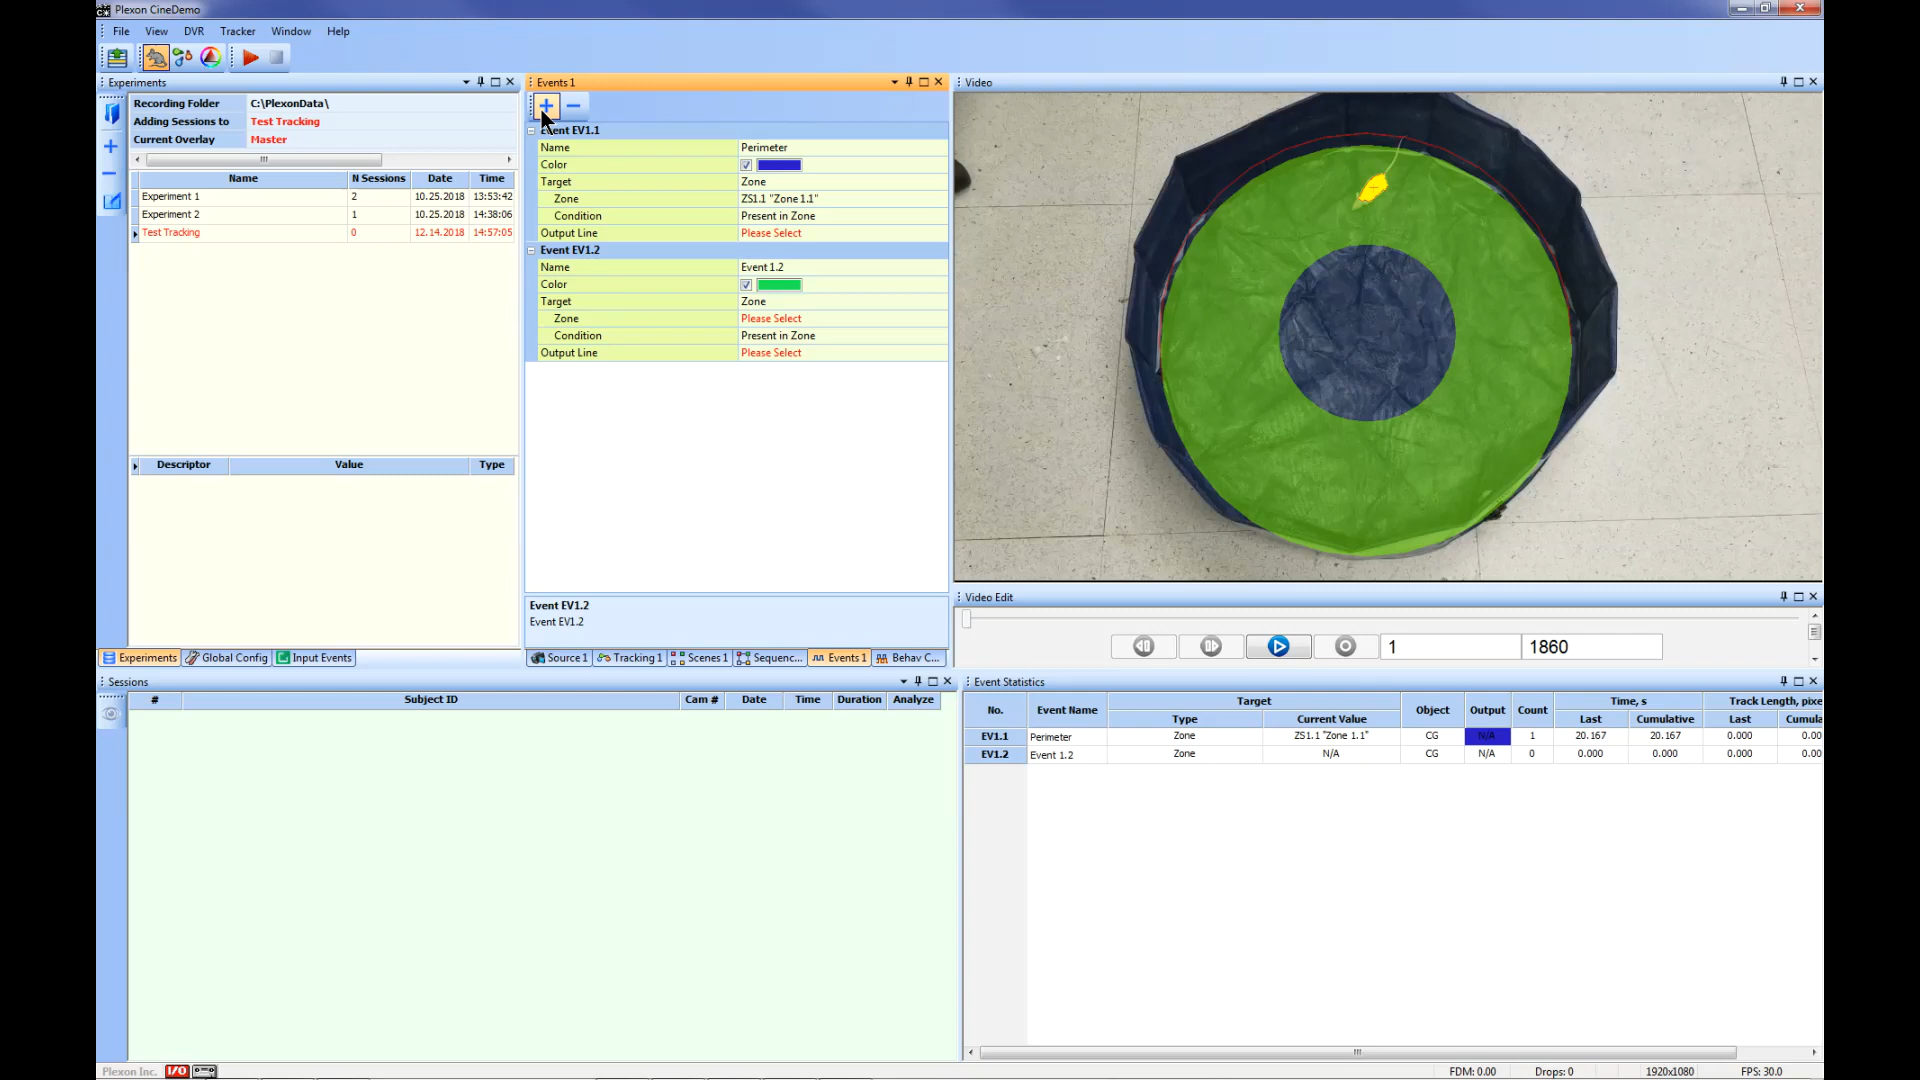 Plexon CineDemo
File View DVR Tracker Window Help
Experiments
Recording Folder C:\PlexonData\
Adding Sessions to Test Tracking
Current Overlay Master
Name N Sessions Date Time
Experiment 1 2 10.25.2018 13:53:42
Experiment 2 1 10.25.2018 14:38:06
Test Tracking 0 12.14.2018 14:57:05
Descriptor Value Type
Experiments Global Config Input Events
Events 1
Event EV1.1
Name Perimeter
Color
Target Zone
Zone ZS1.1 "Zone 1.1"
Condition Present in Zone
Output Line Please Select
Event EV1.2
Name Event 1.2
Color
Target Zone
Zone Please Select
Condition Present in Zone
Output Line Please Select
Event EV1.2
Event EV1.2
Source 1 Tracking 1 Scenes 1 Sequenc... Events 1 Behav C...
Video
Video Edit
1 1860
Sessions
# Subject ID Cam # Date Time Duration Analyze
Event Statistics
No. Event Name Target Object Output Count Time, s Track Length, pixe
Type Current Value Last Cumulative Last Cumula
EV1.1 Perimeter Zone ZS1.1 "Zone 1.1" CG N/A 1 20.167 20.167 0.000 0.00
EV1.2 Event 1.2 Zone N/A CG N/A 0 0.000 0.000 0.000 0.00
Plexon Inc. I/O FDM: 0.00 Drops: 0 1920x1080 FPS: 30.0